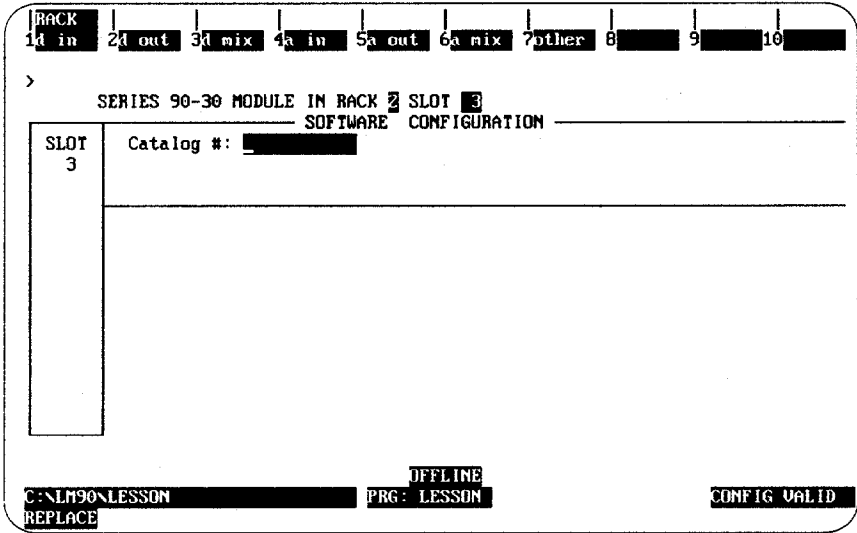 RACK
1d in 2d out 3d mix 4a in 5a out 6a mix 7other 8 9 10
>
SERIES 90-30 MODULE IN RACK 2 SLOT 3
SOFTWARE CONFIGURATION
SLOT Catalog #:
3
OFFLINE
C:\LM90\LESSON PRG: LESSON CONFIG VALID
REPLACE